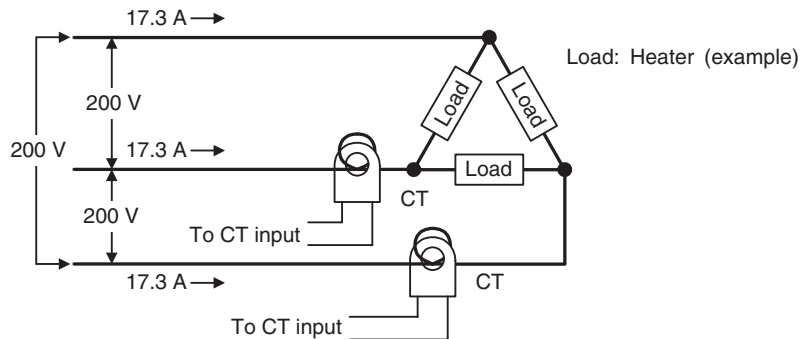 17.3 A
Load: Heater (example)
Load
Load
200 V
200 V
17.3 A
Load
CT
200 V
To CT input
17.3 A
CT
To CT input